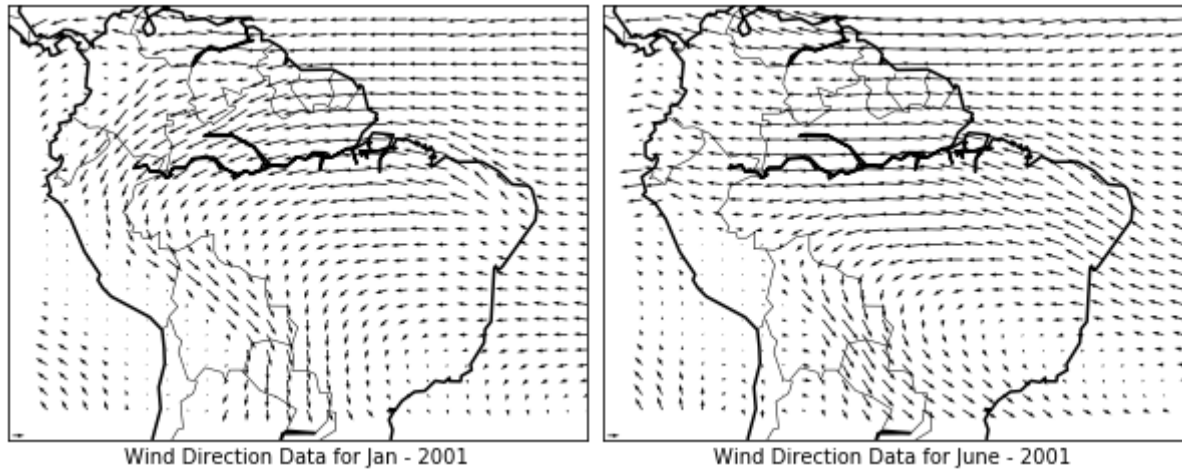 Wind Direction Data for Jan - 2001
Wind Direction Data for June - 2001